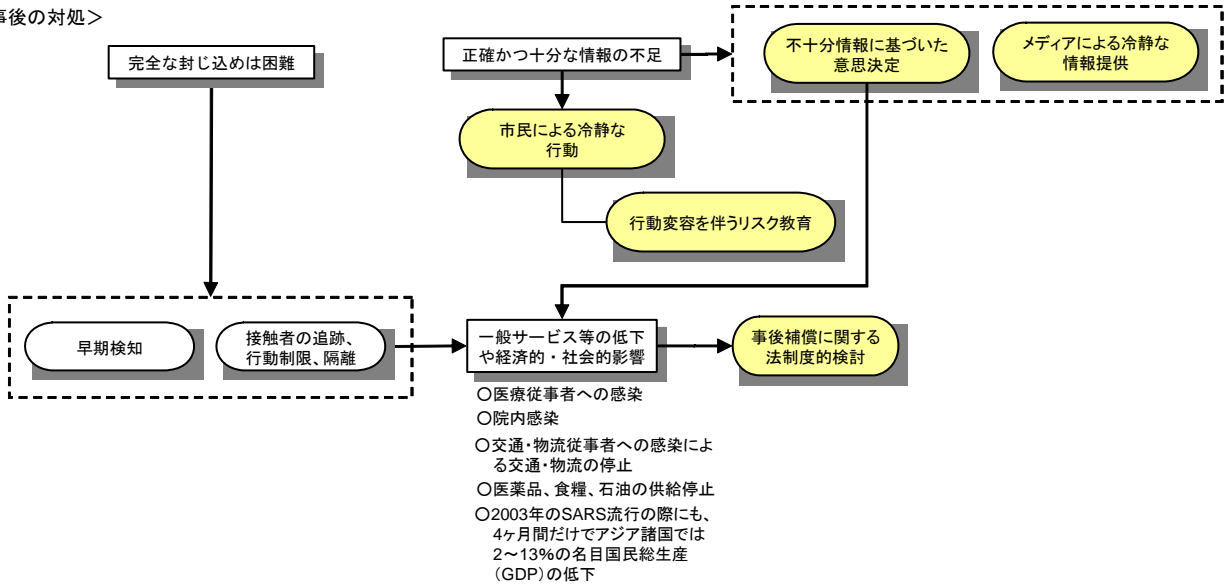 事後の対処＞
完全な封じ込めは困難
正確かつ十分な情報の不足
不十分情報に基づいた
意思決定
メディアによる冷静な
情報提供
市民による冷静な
行動
行動変容を伴うリスク教育
早期検知
接触者の追跡、
行動制限、隔離
一般サービス等の低下
や経済的・社会的影響
事後補償に関する
法制度的検討
○医療従事者への感染
○院内感染
○交通・物流従事者への感染によ
る交通・物流の停止
○医薬品、食糧、石油の供給停止
○2003年のSARS流行の際にも、
4ヶ月間だけでアジア諸国では
2～13%の名目国民総生産
（GDP）の低下